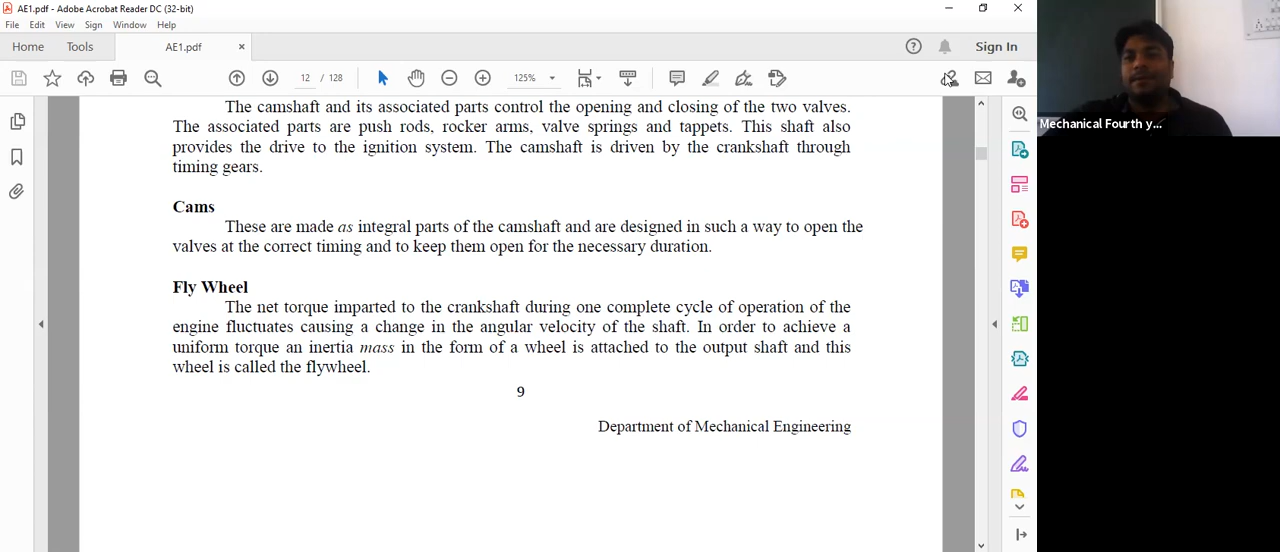 AE1.pdf - Adobe Acrobat Reader DC (32-bit)
File Edit View Sign Window Help
Home Tools AE1.pdf × Sign In
12 / 128 125%
The camshaft and its associated parts control the opening and closing of the two valves.
The associated parts are push rods, rocker arms, valve springs and tappets. This shaft also
provides the drive to the ignition system. The camshaft is driven by the crankshaft through
timing gears.
Cams
These are made as integral parts of the camshaft and are designed in such a way to open the
valves at the correct timing and to keep them open for the necessary duration.
Fly Wheel
The net torque imparted to the crankshaft during one complete cycle of operation of the
engine fluctuates causing a change in the angular velocity of the shaft. In order to achieve a
uniform torque an inertia mass in the form of a wheel is attached to the output shaft and this
wheel is called the flywheel.
9
Department of Mechanical Engineering
Mechanical Fourth y...